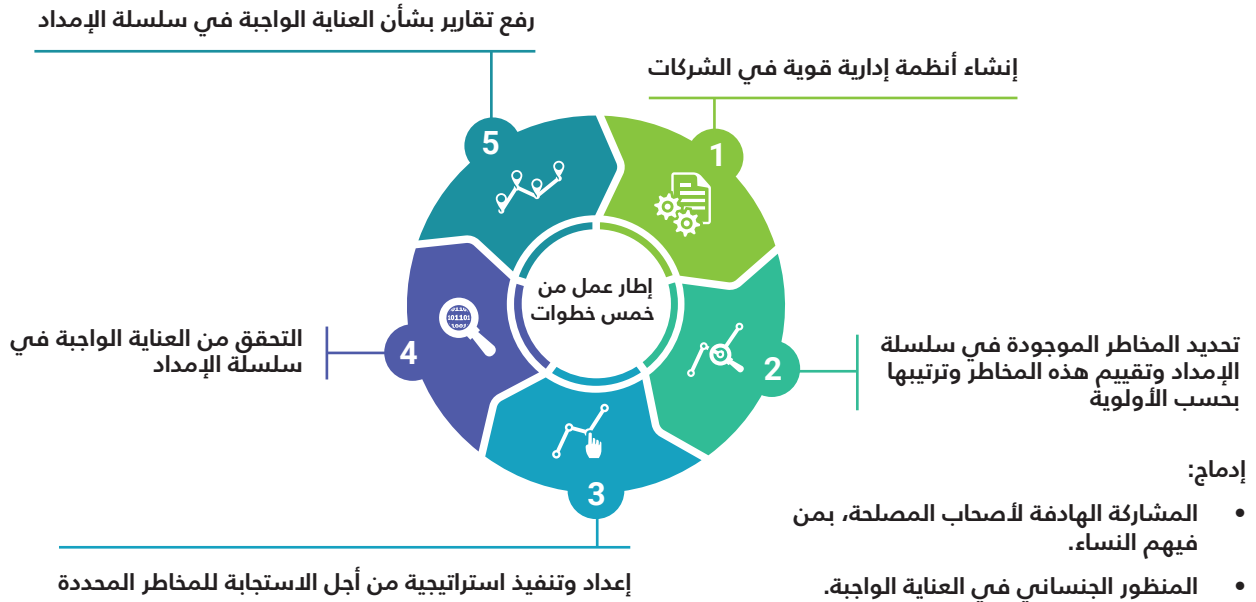 رفع تقارير بشأن العناية الواجبة في سلسلة الإمداد
إنشاء أنظمة إدارية قوية في الشركات
5
1
إطار عمل من
خمس خطوات
4
2
3
التحقق من العناية الواجبة في
سلسلة الإمداد
تحديد المخاطر الموجودة في سلسلة
الإمداد وتقييم هذه المخاطر وترتيبها
بحسب الأولوية
إعداد وتنفيذ استراتيجية من أجل الاستجابة للمخاطر المحددة
إدماج:
• المشاركة الهادفة لأصحاب المصلحة، بمن
فيهم النساء.
• المنظور الجنساني في العناية الواجبة.